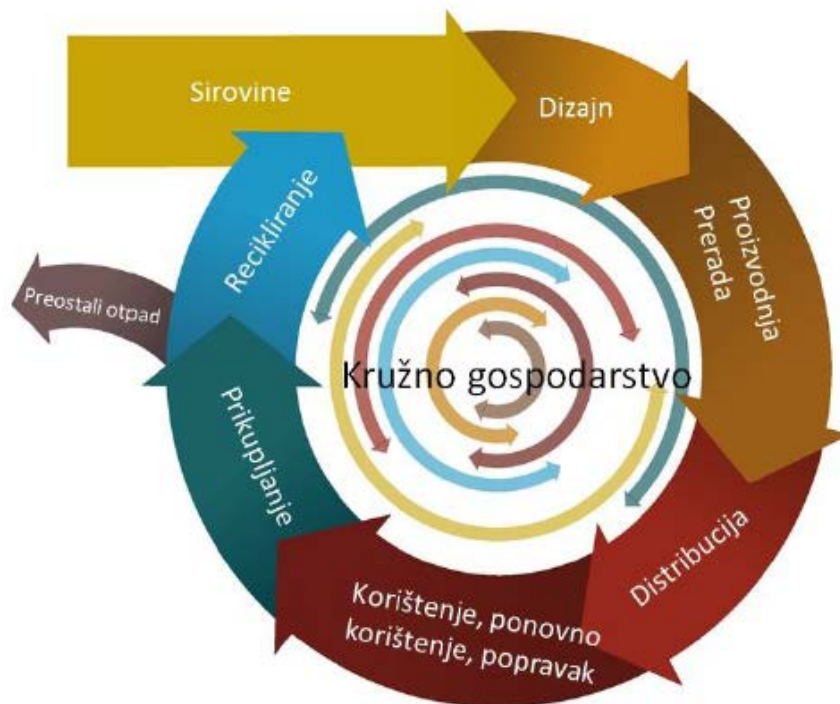 Sirovine
Dizajn
Proizvodnja
Prerada
Distribucija
Korištenje, ponovno
korištenje, popravak
Prikupljanje
Recikliranje
Preostali otpad
Kružno gospodarstvo